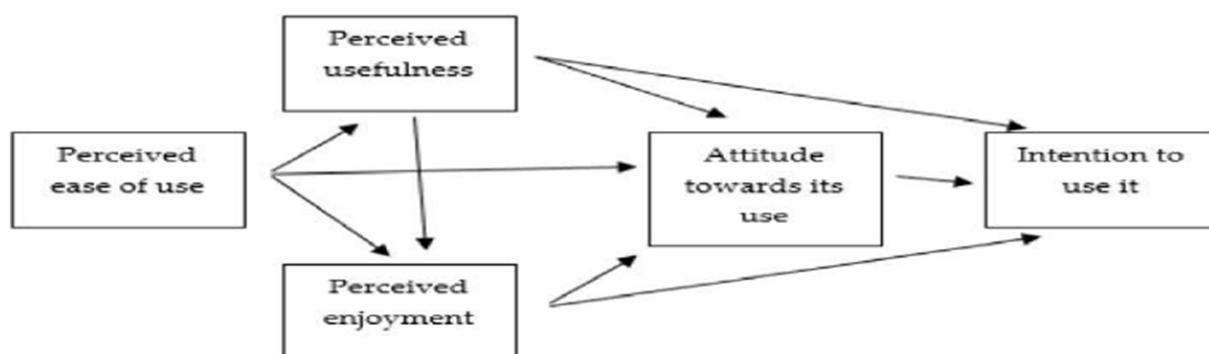 Perceived
usefulness
Perceived
ease of use
Attitude
towards its
use
Intention to
use it
Perceived
enjoyment